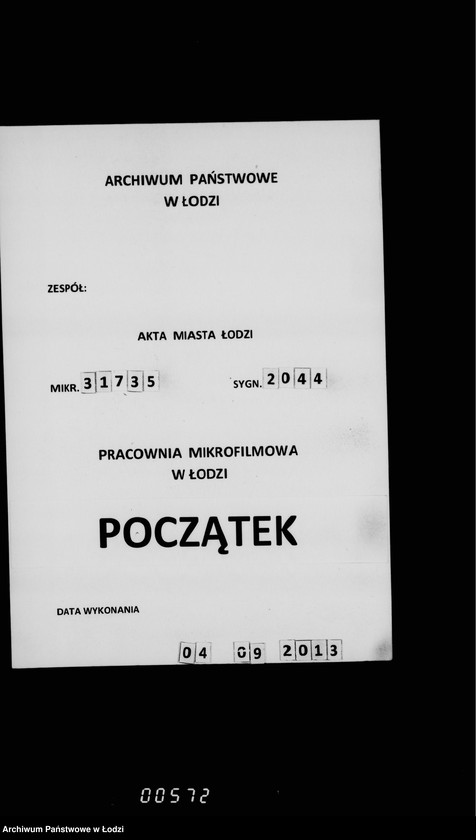 ARCHIWUM PAŃSTWOWE
W ŁODZI
ZESPÓŁ:
AKTA MIASTA ŁODZI
MIKR. 31735 SYGN. 2044
PRACOWNIA MIKROFILMOWA
W ŁODZI
POCZĄTEK
DATA WYKONANIA
04 09 2013
00572
Archiwum Państwowe w Łodzi